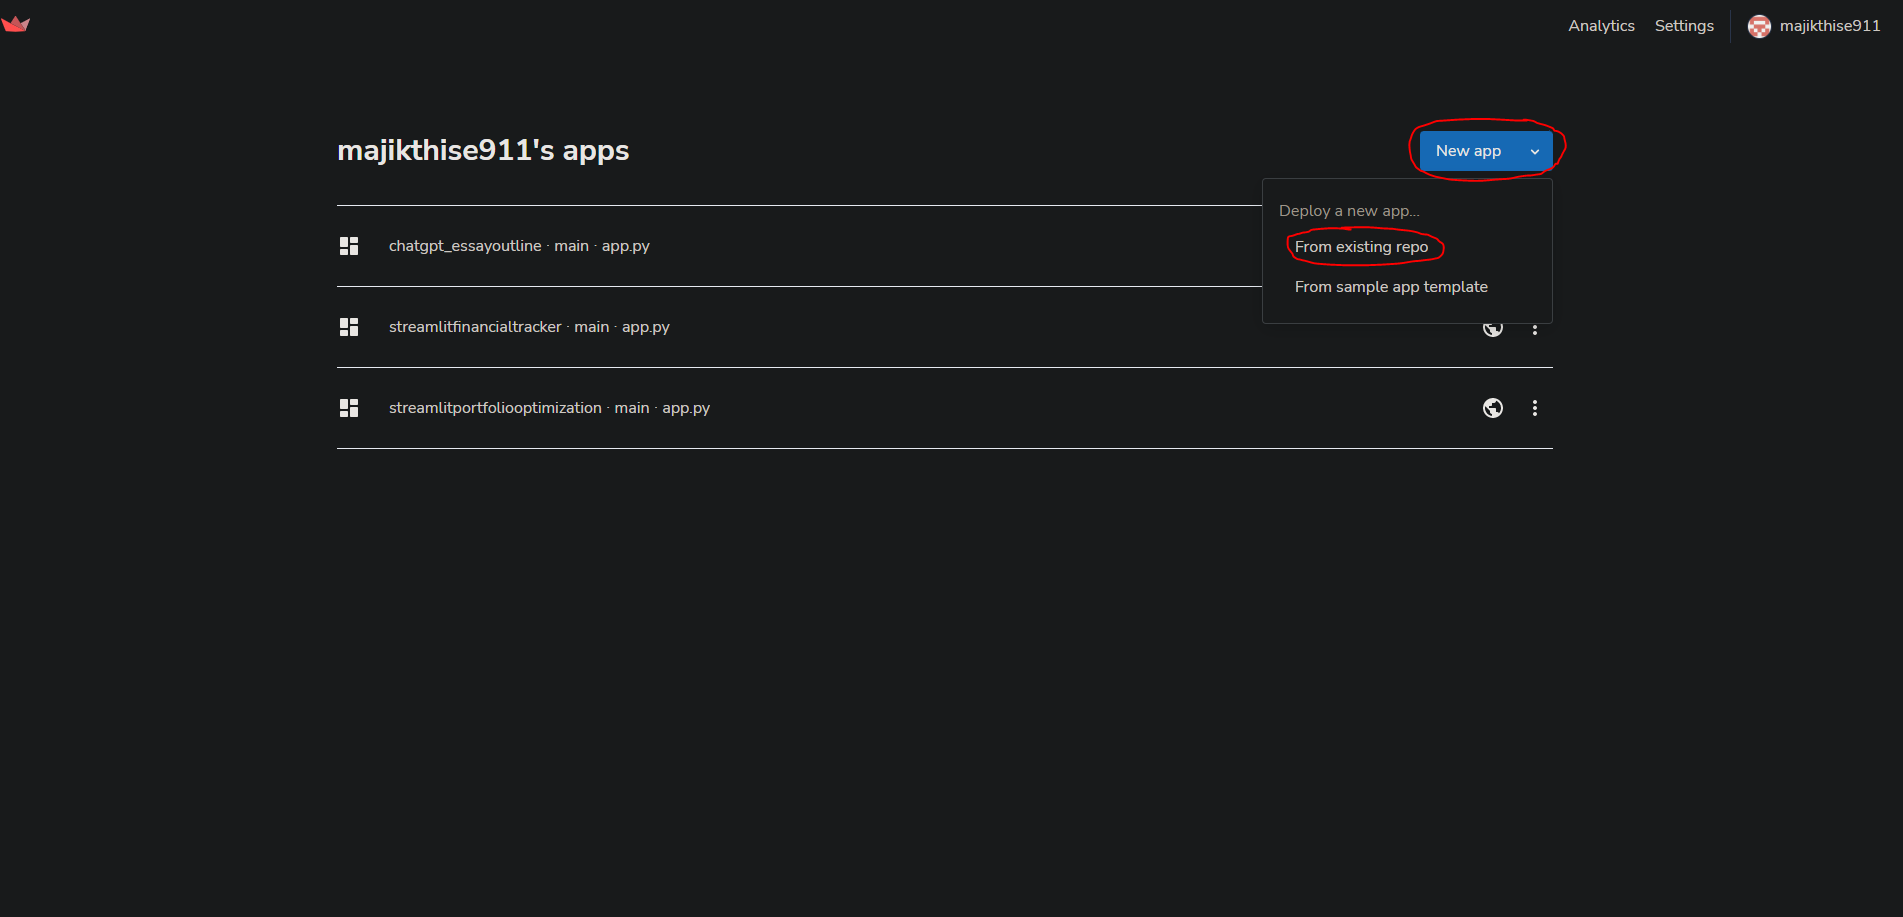 Analytics Settings majikthise911
majikthise911's apps
New app
Deploy a new app...
From existing repo
From sample app template
chatgpt_essayoutline · main · app.py
streamlitfinancialtracker · main · app.py
streamlitportfoliooptimization · main · app.py